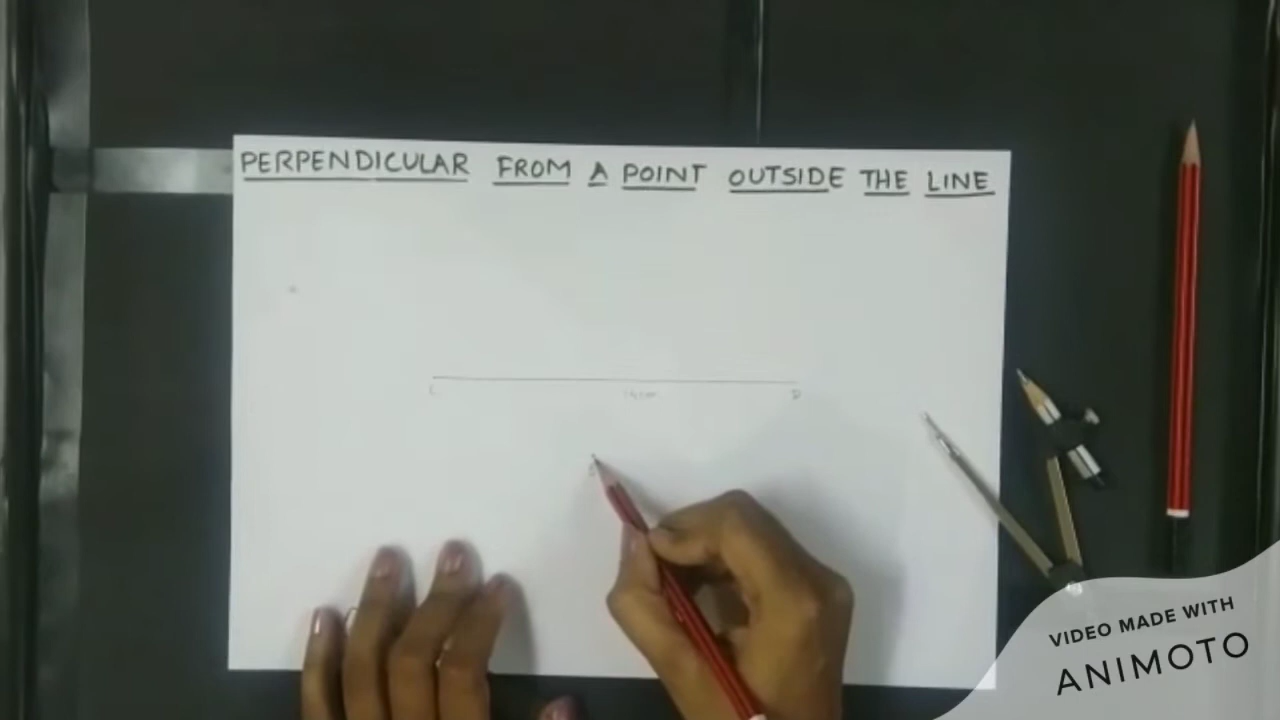 PERPENDICULAR FROM A POINT OUTSIDE THE LINE
VIDEO MADE WITH
ANIMOTO